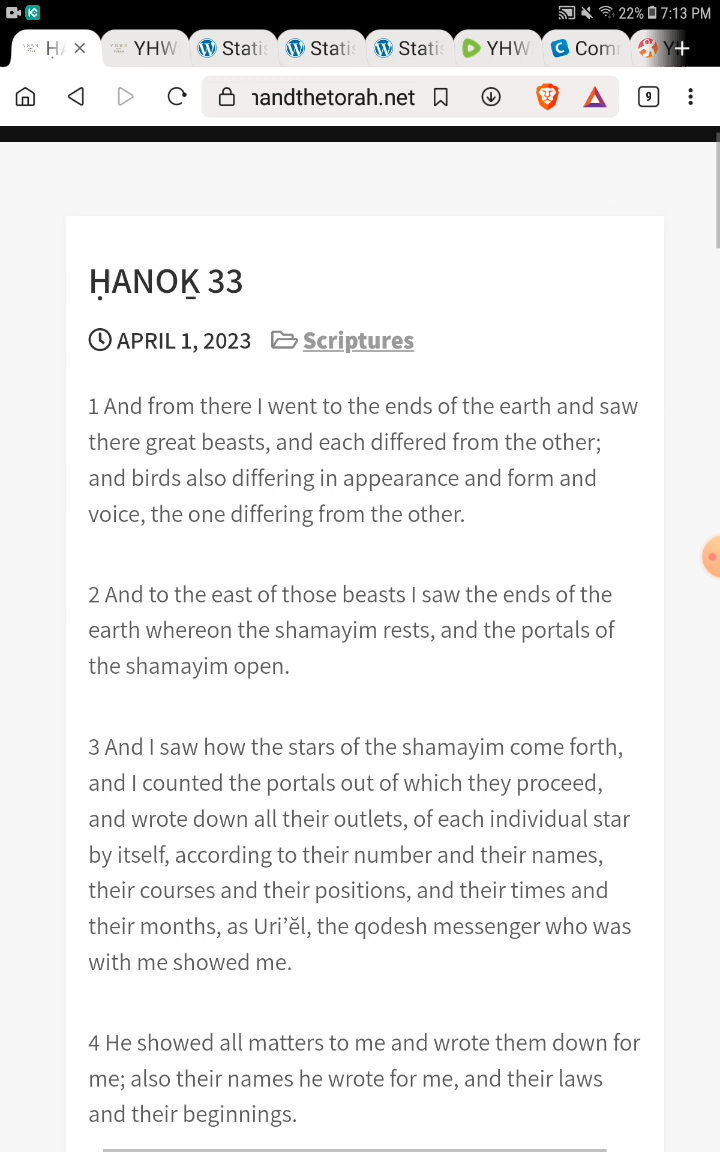 22% 7:13 PM
H
YHW
Statis
Statis
Statis
YHW
Com
Y
handthetorah.net
9
ḤANOḴ 33
APRIL 1, 2023 Scriptures
1 And from there I went to the ends of the earth and saw
there great beasts, and each differed from the other;
and birds also differing in appearance and form and
voice, the one differing from the other.
2 And to the east of those beasts I saw the ends of the
earth whereon the shamayim rests, and the portals of
the shamayim open.
3 And I saw how the stars of the shamayim come forth,
and I counted the portals out of which they proceed,
and wrote down all their outlets, of each individual star
by itself, according to their number and their names,
their courses and their positions, and their times and
their months, as Uri’ĕl, the qodesh messenger who was
with me showed me.
4 He showed all matters to me and wrote them down for
me; also their names he wrote for me, and their laws
and their beginnings.